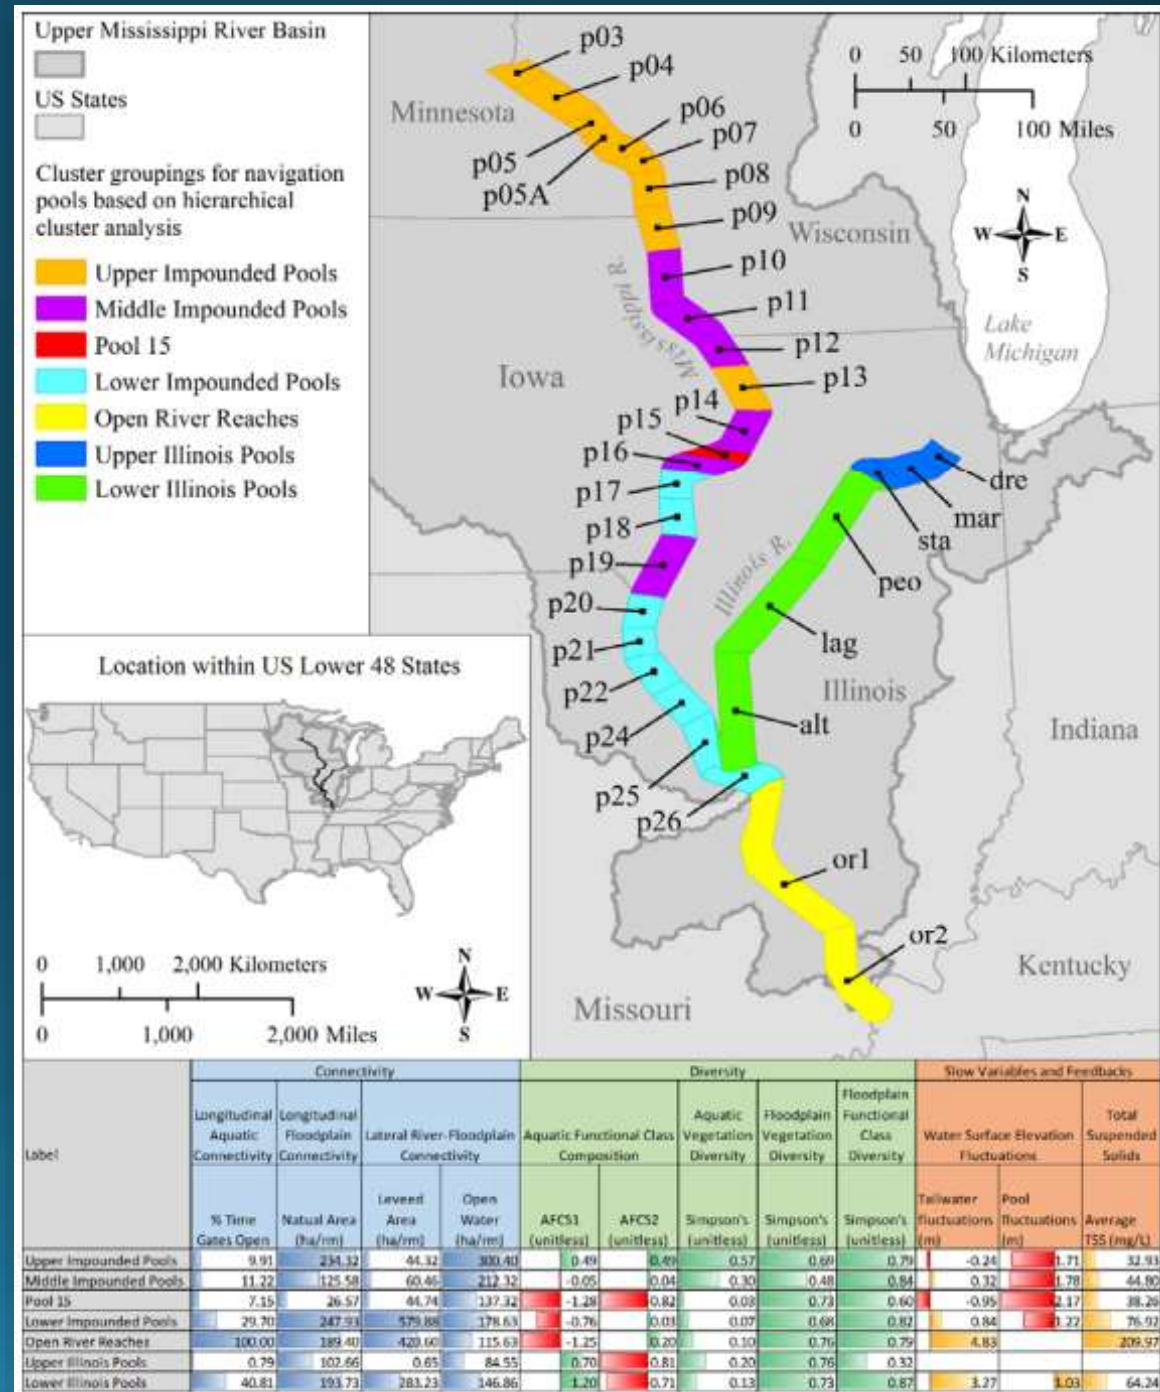 Upper Mississippi River Basin
US States
Cluster groupings for navigation
pools based on hierarchical
cluster analysis
Upper Impounded Pools
Middle Impounded Pools
Pool 15
Lower Impounded Pools
Open River Reaches
Upper Illinois Pools
Lower Illinois Pools
0 50 100 Kilometers
0 50 100 Miles
N
W E
S
Minnesota
Wisconsin
Iowa
Lake
Michigan
Mississippi R.
Illinois R.
Illinois
Indiana
Kentucky
Missouri
p03
p04
p05
p05A
p06
p07
p08
p09
p10
p11
p12
p13
p14
p15
p16
p17
p18
p19
p20
p21
p22
p24
p25
p26
dre
mar
sta
peo
lag
alt
or1
or2
Location within US Lower 48 States
0 1,000 2,000 Kilometers
0 1,000 2,000 Miles
N
W E
S
Connectivity Diversity Slow Variables and Feedbacks
Label
Longitudinal Aquatic Connectivity
Longitudinal Floodplain Connectivity
Lateral River-Floodplain Connectivity
Aquatic Functional Class Composition
Aquatic Vegetation Diversity
Floodplain Vegetation Diversity
Floodplain Functional Class Diversity
Water Surface Elevation Fluctuations
Total Suspended Solids
% Time Gates Open
Natual Area (ha/rm)
Leveed Area (ha/rm)
Open Water (ha/rm)
AFCS1 (unitless)
AFCS2 (unitless)
Simpson's (unitless)
Simpson's (unitless)
Simpson's (unitless)
Tailwater fluctuations (m)
Pool fluctuations (m)
Average TSS (mg/L)
Upper Impounded Pools 9.91 234.32 44.32 300.40 0.49 0.49 0.57 0.69 0.79 -0.24 1.71 32.93
Middle Impounded Pools 11.22 125.58 60.46 212.32 -0.05 0.04 0.30 0.48 0.84 0.32 1.78 44.80
Pool 15 7.15 26.57 44.74 137.32 -1.28 0.82 0.03 0.73 0.60 -0.95 2.17 38.26
Lower Impounded Pools 29.70 247.93 579.88 178.63 -0.76 0.03 0.07 0.68 0.82 0.84 1.22 76.92
Open River Reaches 100.00 189.40 420.60 115.63 -1.25 0.20 0.10 0.76 0.79 4.83 209.97
Upper Illinois Pools 0.79 102.66 0.65 84.55 0.70 0.81 0.20 0.76 0.32
Lower Illinois Pools 40.81 193.73 283.23 146.86 1.20 0.71 0.13 0.73 0.87 3.27 1.03 64.24